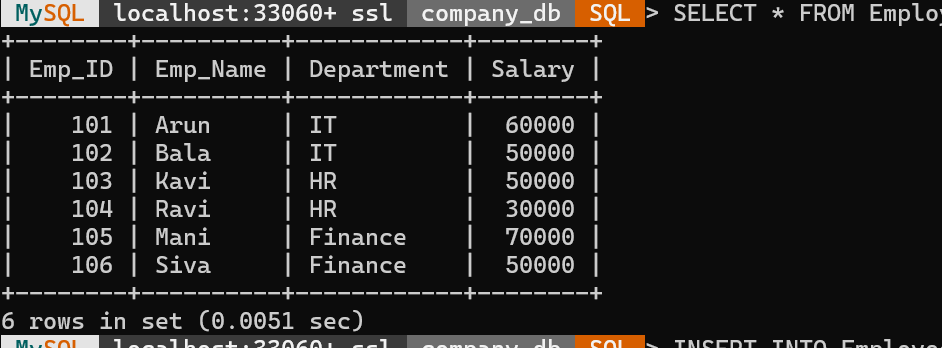 MySQL localhost:33060+ ssl company_db SQL > SELECT * FROM
+--------+----------+------------+--------+
| Emp_ID | Emp_Name | Department | Salary |
+--------+----------+------------+--------+
|    101 | Arun     | IT         |  60000 |
|    102 | Bala     | IT         |  50000 |
|    103 | Kavi     | HR         |  50000 |
|    104 | Ravi     | HR         |  30000 |
|    105 | Mani     | Finance    |  70000 |
|    106 | Siva     | Finance    |  50000 |
+--------+----------+------------+--------+
6 rows in set (0.0051 sec)
MySQL localhost:33060+ ssl company_db SQL > INSERT INTO